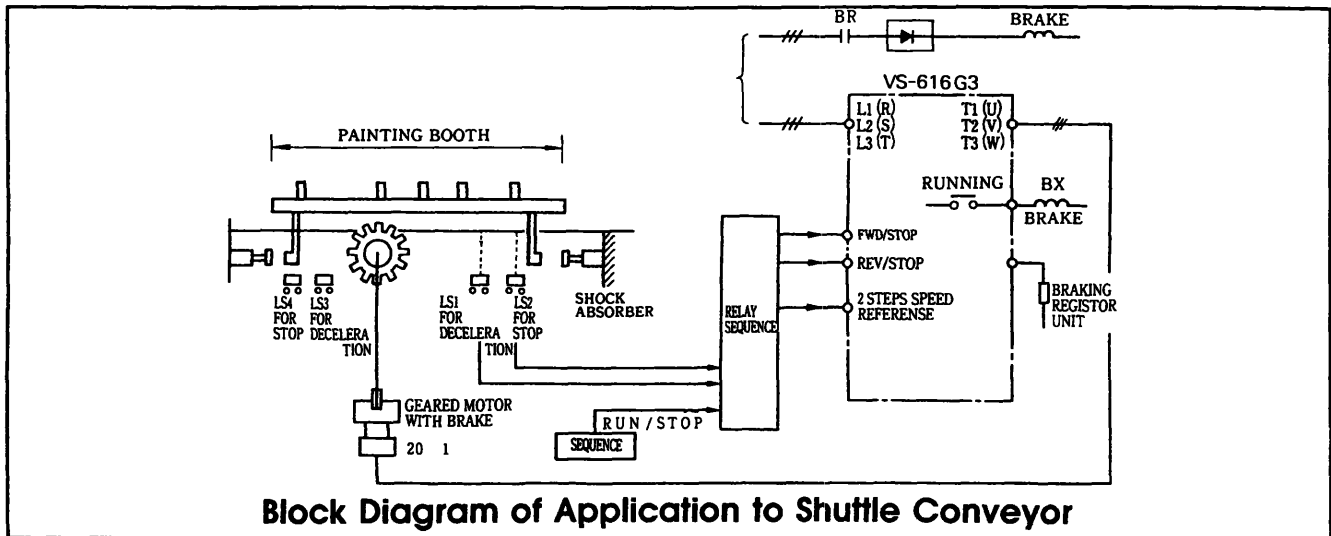 BR
BRAKE
VS-616G3
L1 (R)
L2 (S)
L3 (T)
T1 (U)
T2 (V)
T3 (W)
PAINTING BOOTH
RUNNING
BX
BRAKE
FWD/STOP
REV/STOP
2 STEPS SPEED
REFERENSE
BRAKING
REGISTOR
UNIT
RELAY
SEQUENCE
LS4
FOR
STOP
LS3
FOR
DECELERA
TION
LS1
FOR
DECELERA
TION
LS2
FOR
STOP
SHOCK
ABSORBER
GEARED MOTOR
WITH BRAKE
20 1
RUN/STOP
SEQUENCE
Block Diagram of Application to Shuttle Conveyor